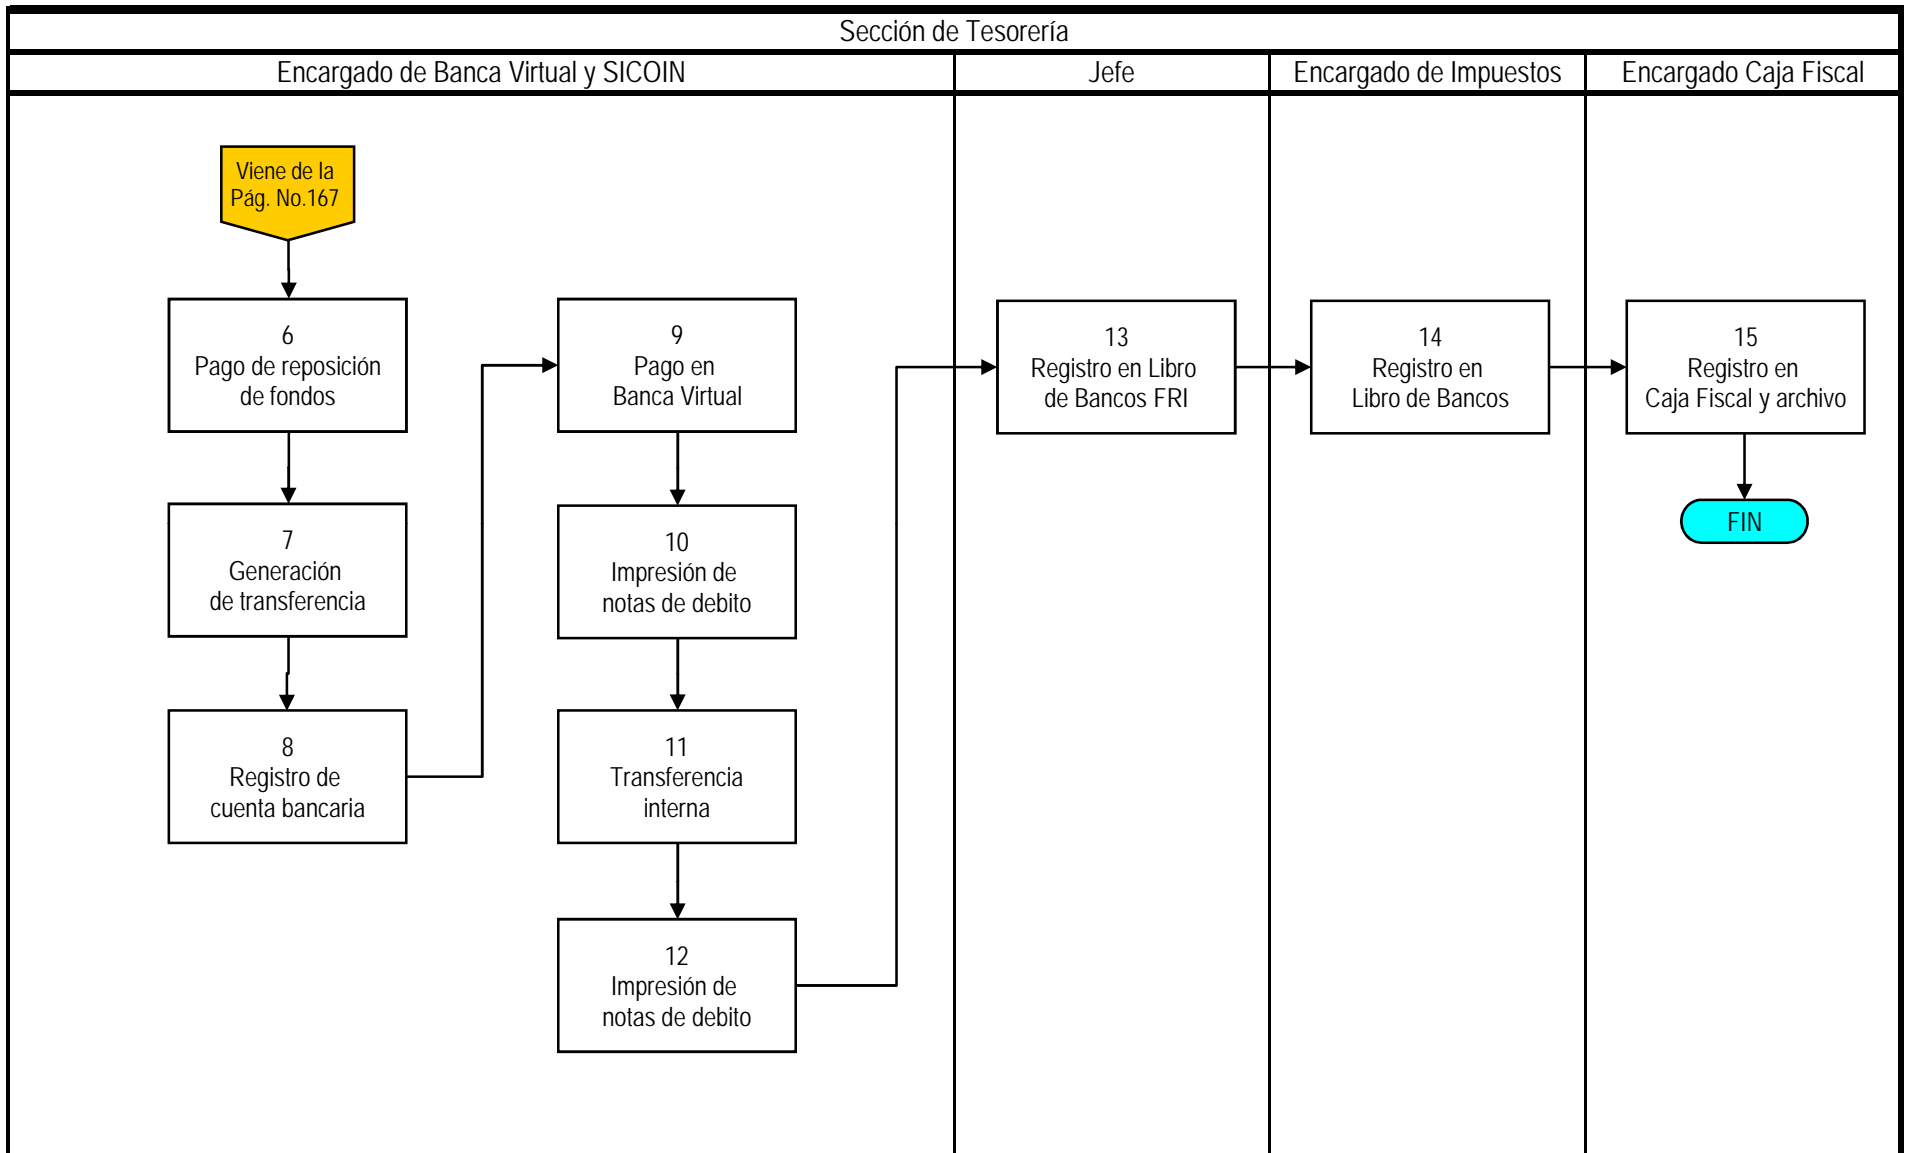 Sección de Tesorería
Encargado de Banca Virtual y SICOIN
Jefe
Encargado de Impuestos
Encargado Caja Fiscal
Viene de la
Pág. No.167
6
Pago de reposición
de fondos
7
Generación
de transferencia
8
Registro de
cuenta bancaria
9
Pago en
Banca Virtual
10
Impresión de
notas de debito
11
Transferencia
interna
12
Impresión de
notas de debito
13
Registro en Libro
de Bancos FRI
14
Registro en
Libro de Bancos
15
Registro en
Caja Fiscal y archivo
FIN